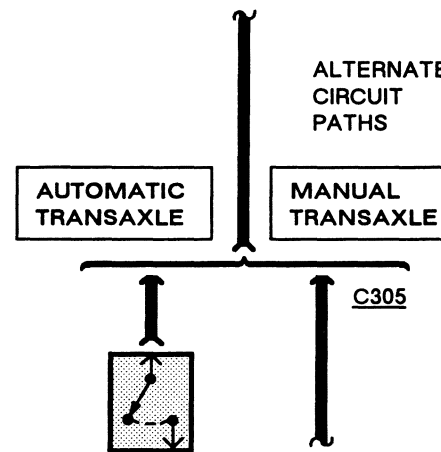 ALTERNATE
CIRCUIT
PATHS
AUTOMATIC
TRANSAXLE
MANUAL
TRANSAXLE
C305